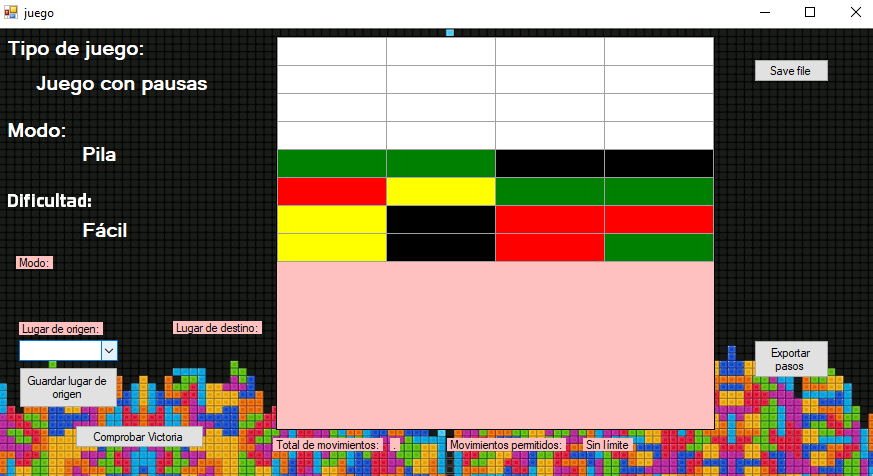 juego
Tipo de juego:
Juego con pausas
Modo:
Pila
Dificultad:
Fácil
Modo:
Lugar de origen:
Lugar de destino:
Guardar lugar de
origen
Comprobar Victoria
Save file
Exportar
pasos
Total de movimientos: .
Movimientos permitidos: Sin límite